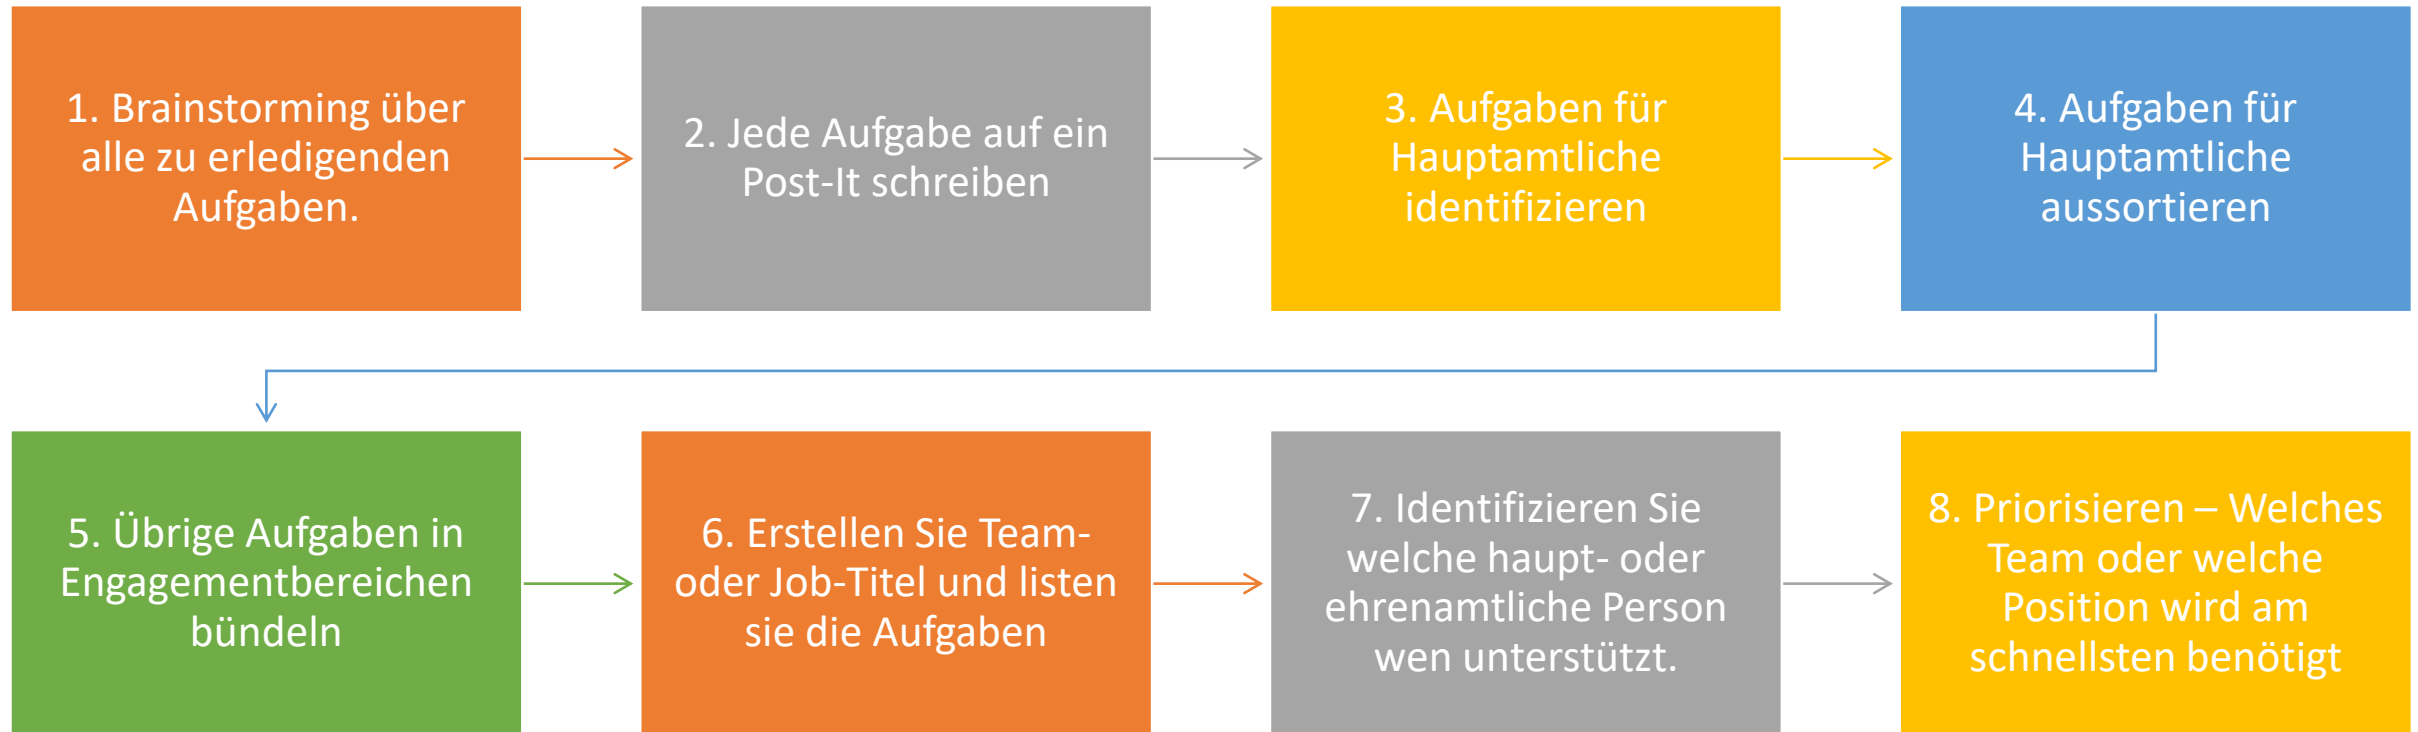 1. Brainstorming über
alle zu erledigenden
Aufgaben.
2. Jede Aufgabe auf ein
Post-It schreiben
3. Aufgaben für
Hauptamtliche
identifizieren
4. Aufgaben für
Hauptamtliche
aussortieren
5. Übrige Aufgaben in
Engagementbereichen
bündeln
6. Erstellen Sie Team-
oder Job-Titel und listen
sie die Aufgaben
7. Identifizieren Sie
welche haupt- oder
ehrenamtliche Person
wen unterstützt.
8. Priorisieren – Welches
Team oder welche
Position wird am
schnellsten benötigt